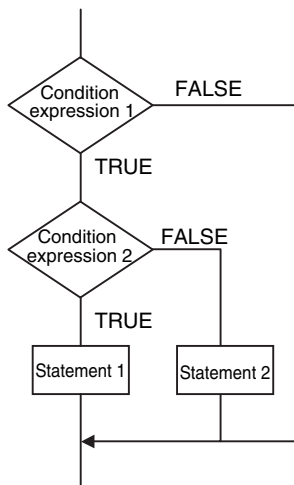 Condition
expression 1
FALSE
TRUE
Condition
expression 2
FALSE
TRUE
Statement 1
Statement 2